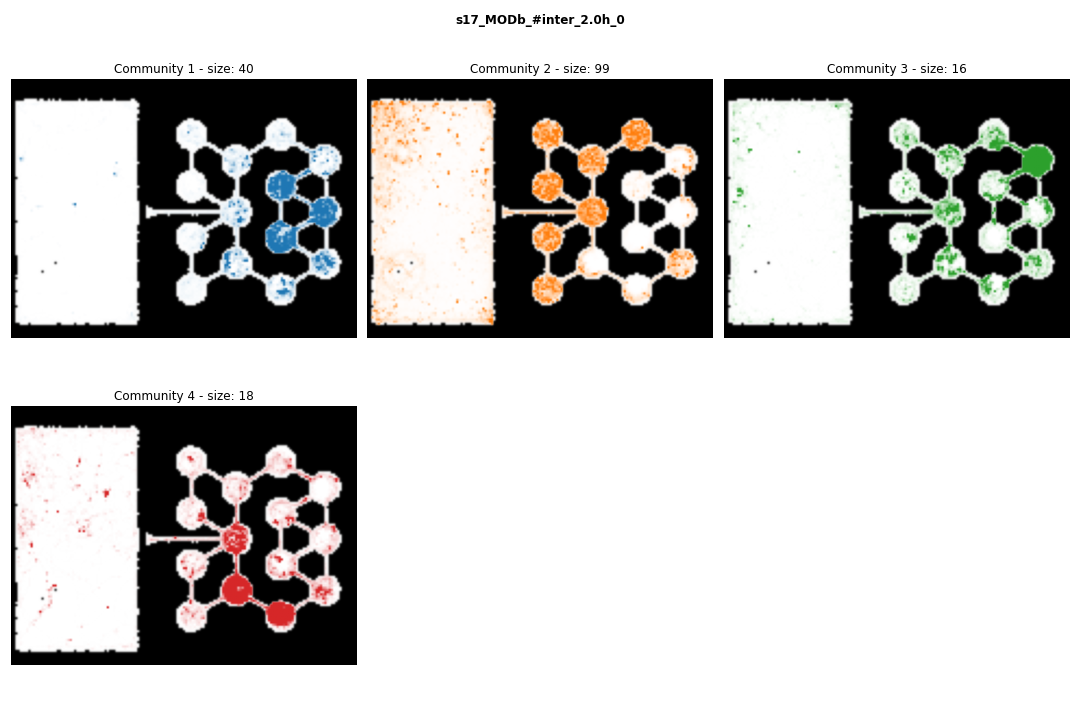 s17_MODb_#inter_2.0h_0
Community 1 - size: 40
Community 2 - size: 99
Community 3 - size: 16
Community 4 - size: 18